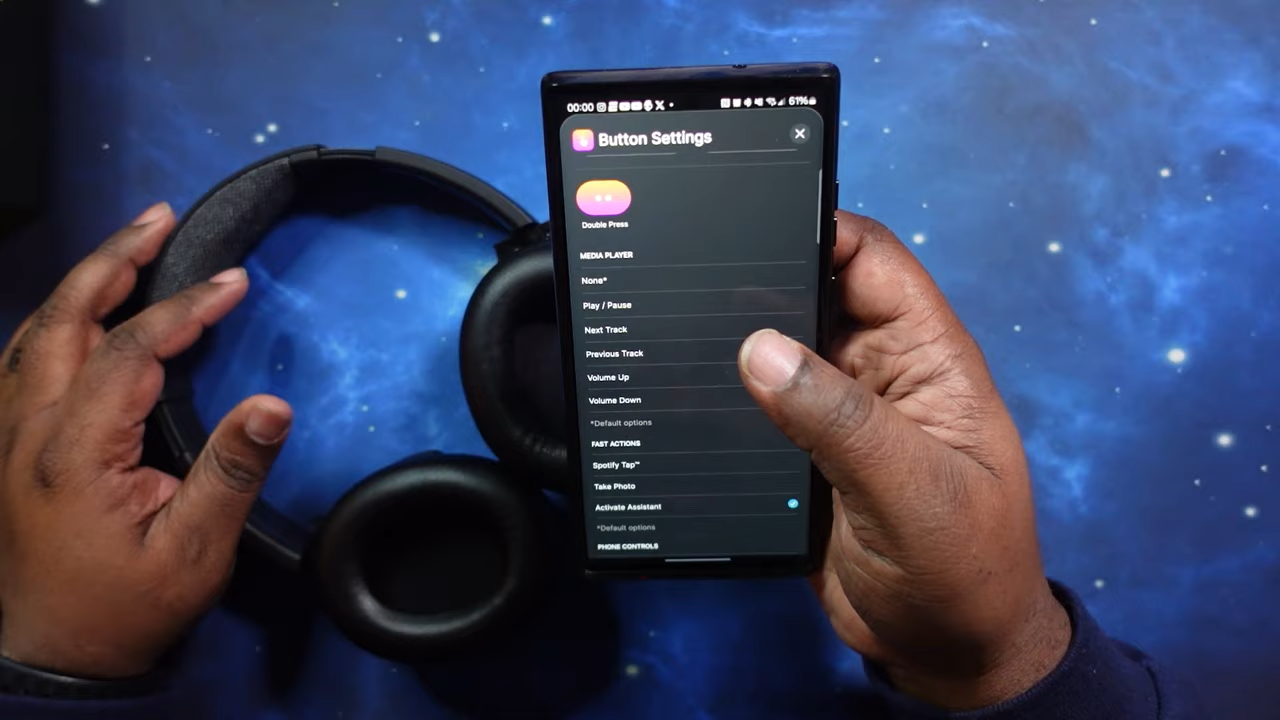 00:00 61%
Button Settings
Double Press
MEDIA PLAYER
None*
Play / Pause
Next Track
Previous Track
Volume Up
Volume Down
*Default options
FAST ACTIONS
Spotify Tap™
Take Photo
Activate Assistant
*Default options
PHONE CONTROLS